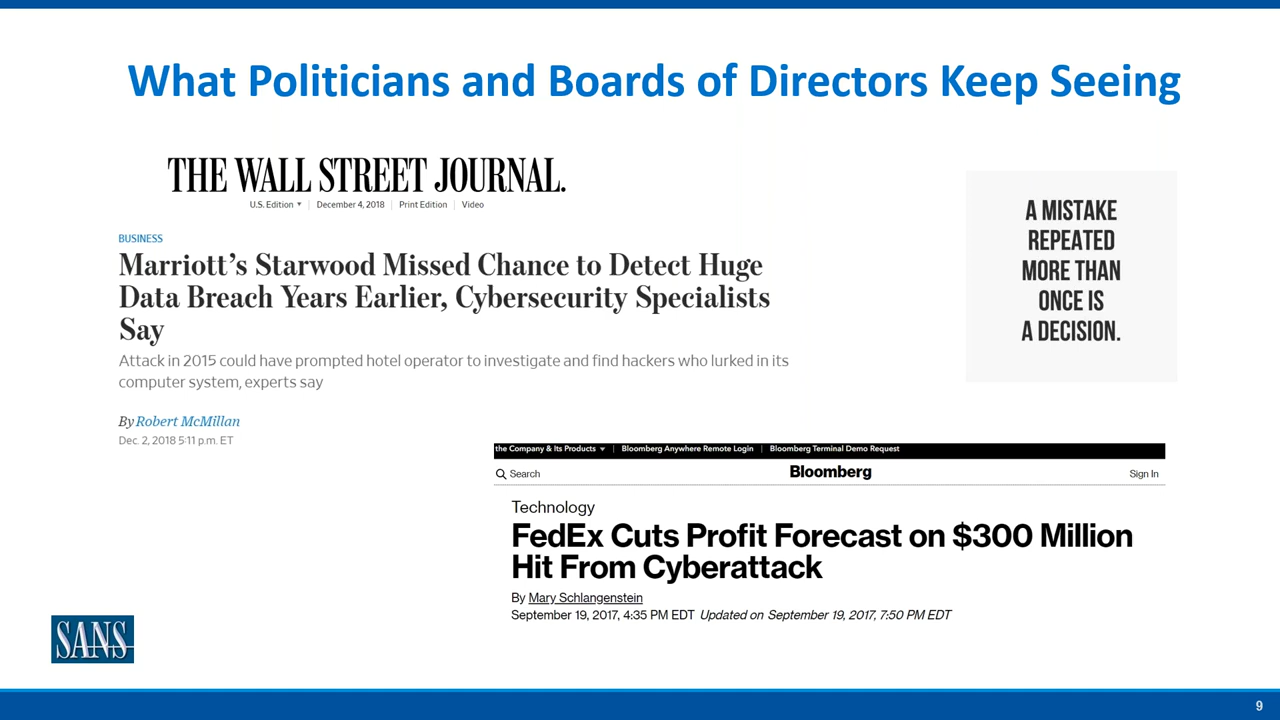 What Politicians and Boards of Directors Keep Seeing
THE WALL STREET JOURNAL.
U.S. Edition ▼ | December 4, 2018 | Print Edition | Video
BUSINESS
Marriott’s Starwood Missed Chance to Detect Huge
Data Breach Years Earlier, Cybersecurity Specialists
Say
Attack in 2015 could have prompted hotel operator to investigate and find hackers who lurked in its
computer system, experts say
By Robert McMillan
Dec. 2, 2018 5:11 p.m. ET
A MISTAKE
REPEATED
MORE THAN
ONCE IS
A DECISION.
the Company & Its Products ▼ | Bloomberg Anywhere Remote Login | Bloomberg Terminal Demo Request
Search Bloomberg Sign In
Technology
FedEx Cuts Profit Forecast on $300 Million
Hit From Cyberattack
By Mary Schlangenstein
September 19, 2017, 4:35 PM EDT Updated on September 19, 2017, 7:50 PM EDT
SANS
9